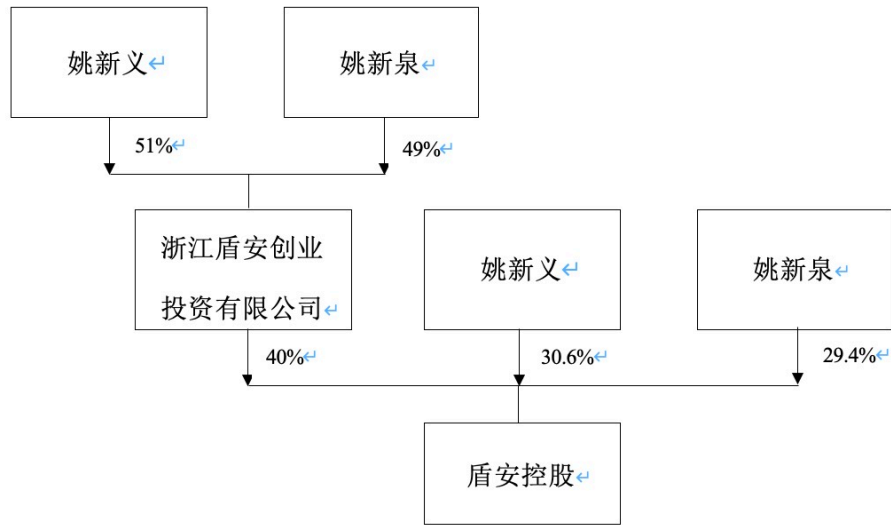 姚新义
姚新泉
51%
49%
浙江盾安创业
投资有限公司
姚新义
姚新泉
40%
30.6%
29.4%
盾安控股